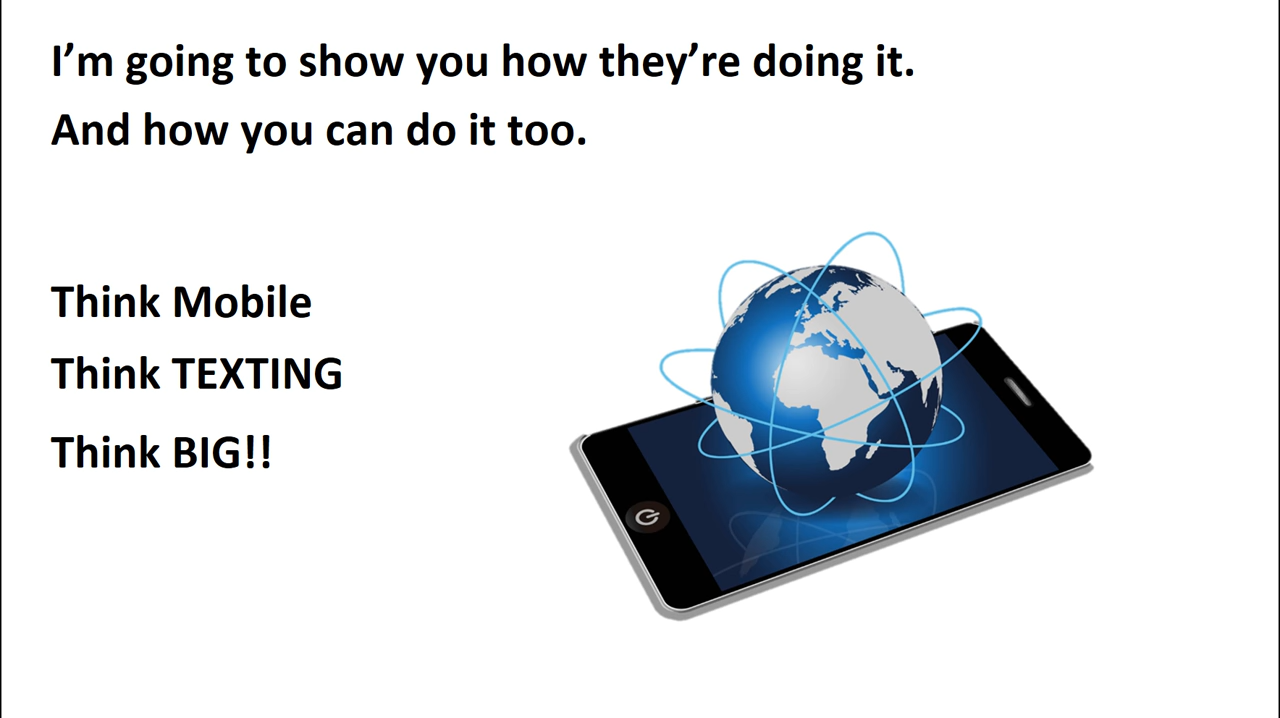 I’m going to show you how they’re doing it.
And how you can do it too.
Think Mobile
Think TEXTING
Think BIG!!